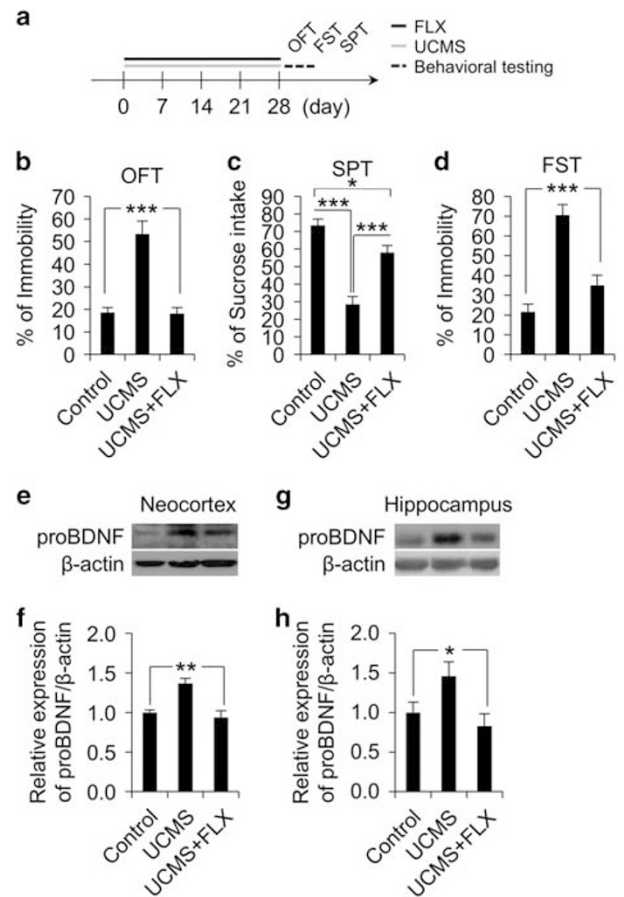 a
OFT FST SPT
FLX
UCMS
Behavioral testing
0 7 14 21 28 (day)
b
OFT
% of Immobility
70
60
50
40
30
20
10
0
***
Control
UCMS
UCMS+FLX
c
SPT
% of Sucrose intake
90
80
70
60
50
40
30
20
10
0
*
***
***
Control
UCMS
UCMS+FLX
d
FST
% of Immobility
90
80
70
60
50
40
30
20
10
0
***
Control
UCMS
UCMS+FLX
e
Neocortex
proBDNF
β-actin
g
Hippocampus
proBDNF
β-actin
f
Relative expression
of proBDNF/β-actin
2.0
1.5
1.0
0.5
0.0
**
Control
UCMS
UCMS+FLX
h
Relative expression
of proBDNF/β-actin
2.0
1.5
1.0
0.5
0.0
*
Control
UCMS
UCMS+FLX